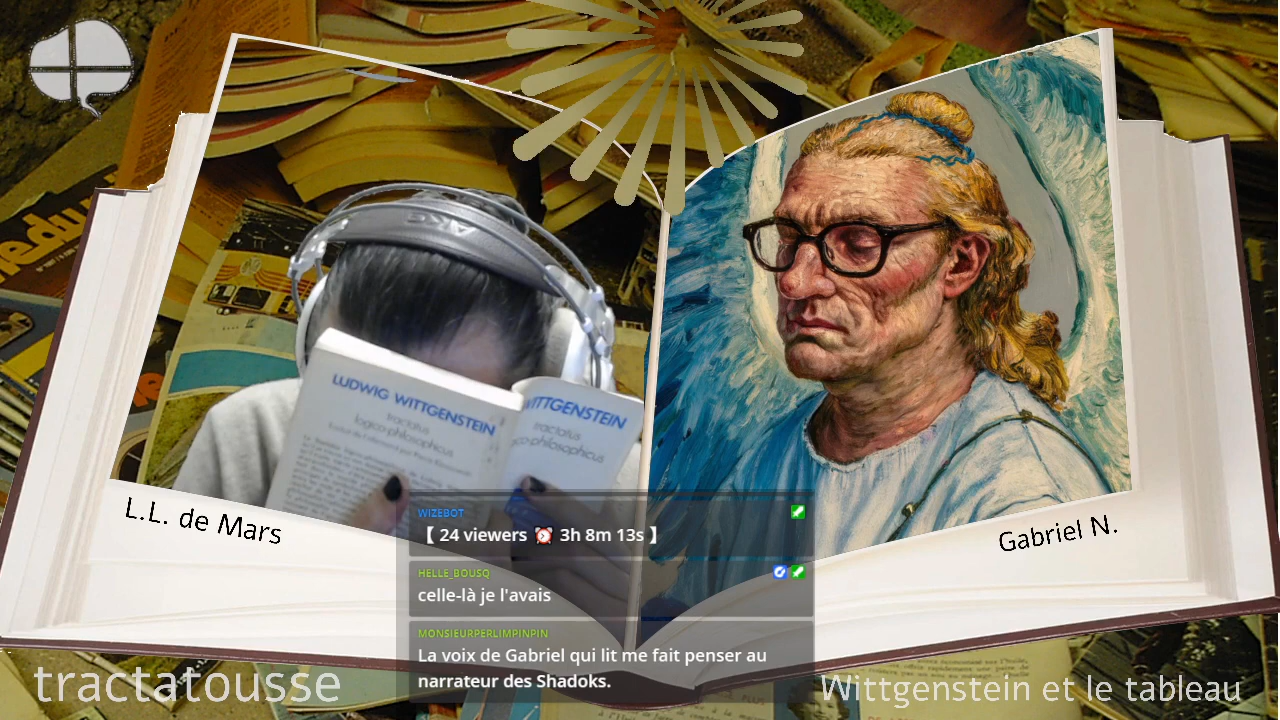 AKG
LUDWIG WITTGENSTEIN
tractatus
logico-philosophicus
WITTGENSTEIN
tractatus
logico-philosophicus
L.L. de Mars
Gabriel N.
WIZEBOT
【 24 viewers ⏰ 3h 8m 13s 】
HELLE_BOUSQ
celle-là je l'avais
MONSIEURPERLIMPINPIN
La voix de Gabriel qui lit me fait penser au
narrateur des Shadoks.
tractatousse
Wittgenstein et le tableau